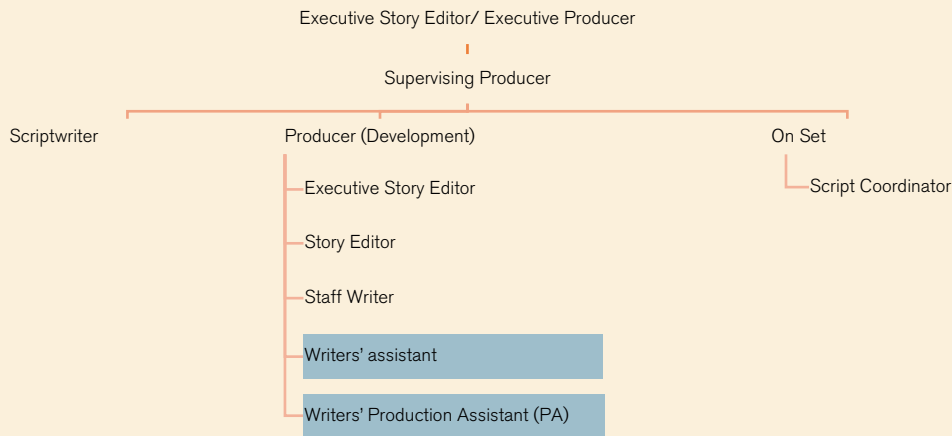 Executive Story Editor/ Executive Producer
Supervising Producer
Scriptwriter
Producer (Development)
On Set
Executive Story Editor
Script Coordinator
Story Editor
Staff Writer
Writers’ assistant
Writers’ Production Assistant (PA)